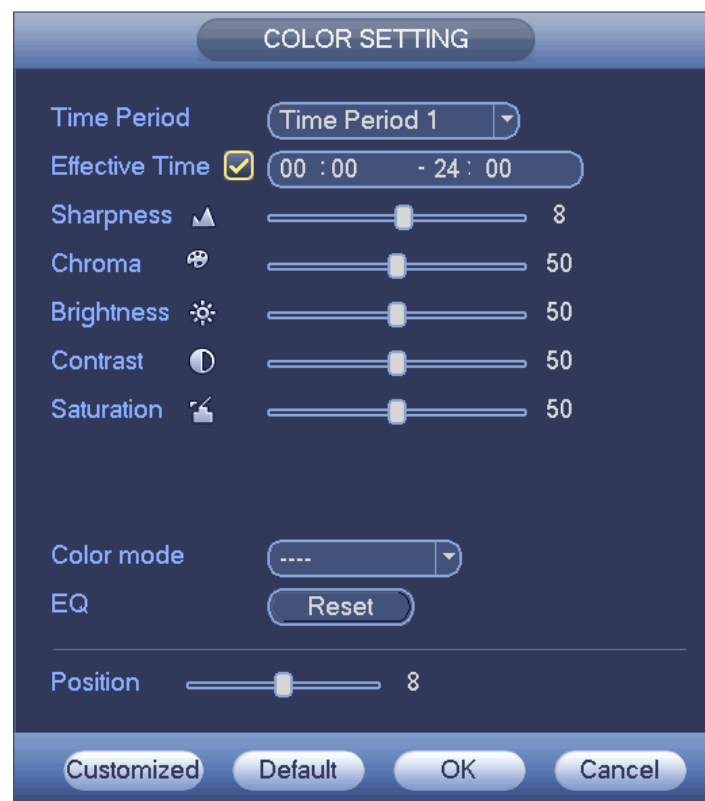 COLOR SETTING
Time Period Time Period 1
Effective Time 00 : 00 - 24 : 00
Sharpness 8
Chroma 50
Brightness 50
Contrast 50
Saturation 50
Color mode ----
EQ Reset
Position 8
Customized Default OK Cancel